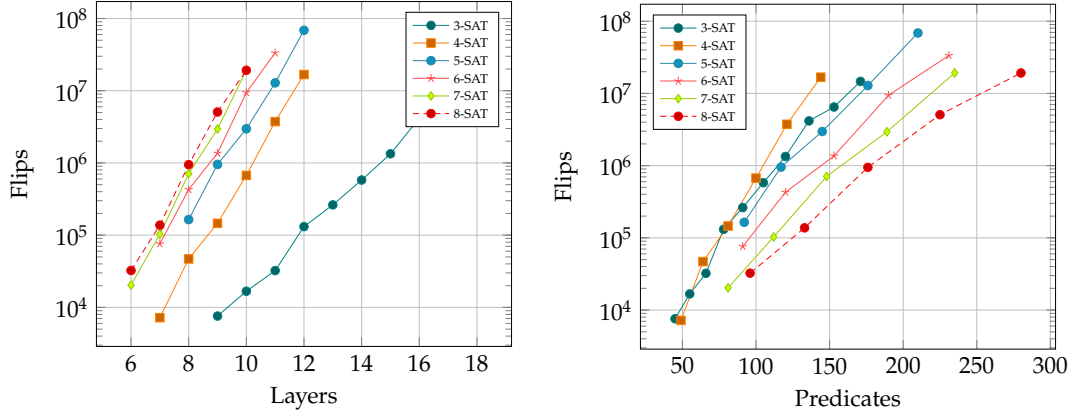 10^8
10^7
10^6
10^5
10^4
Flips
3-SAT
4-SAT
5-SAT
6-SAT
7-SAT
8-SAT
6 8 10 12 14 16 18
Layers
10^8
10^7
10^6
10^5
10^4
Flips
3-SAT
4-SAT
5-SAT
6-SAT
7-SAT
8-SAT
50 100 150 200 250 300
Predicates